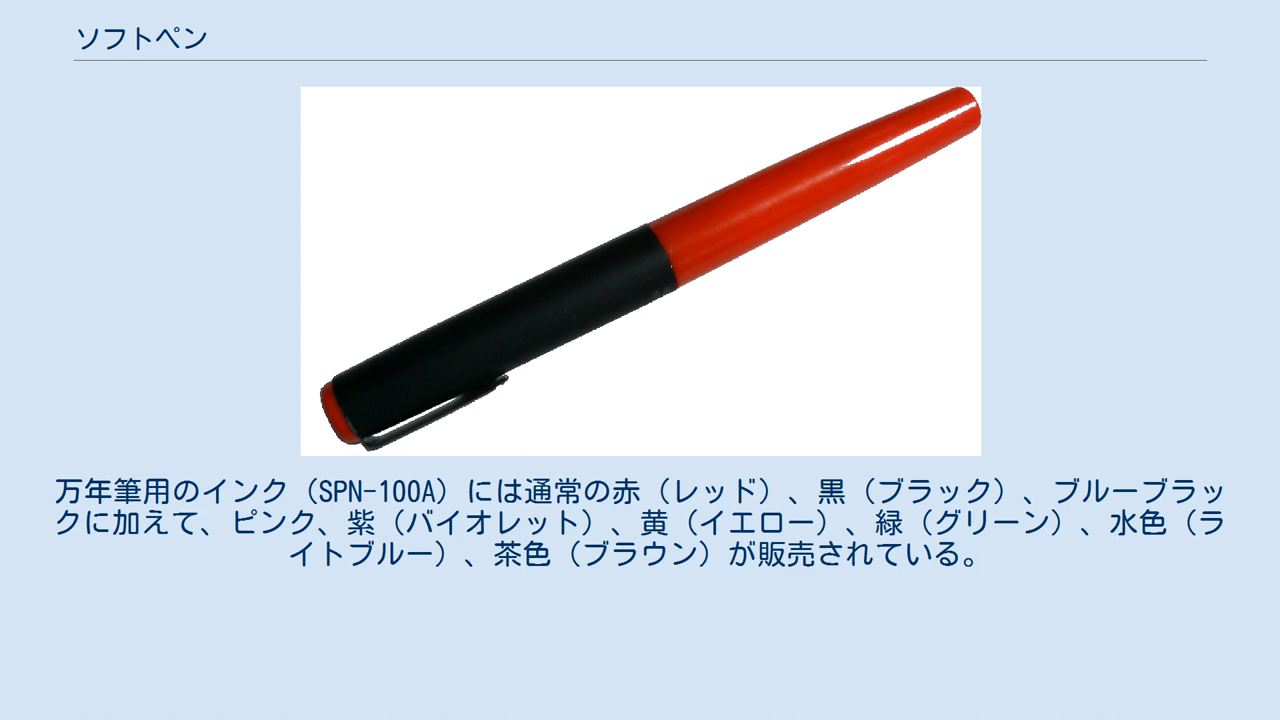 ソフトペン
万年筆用のインク（SPN-100A）には通常の赤（レッド）、黒（ブラック）、ブルーブラッ
クに加えて、ピンク、紫（バイオレット）、黄（イエロー）、緑（グリーン）、水色（ラ
イトブルー）、茶色（ブラウン）が販売されている。